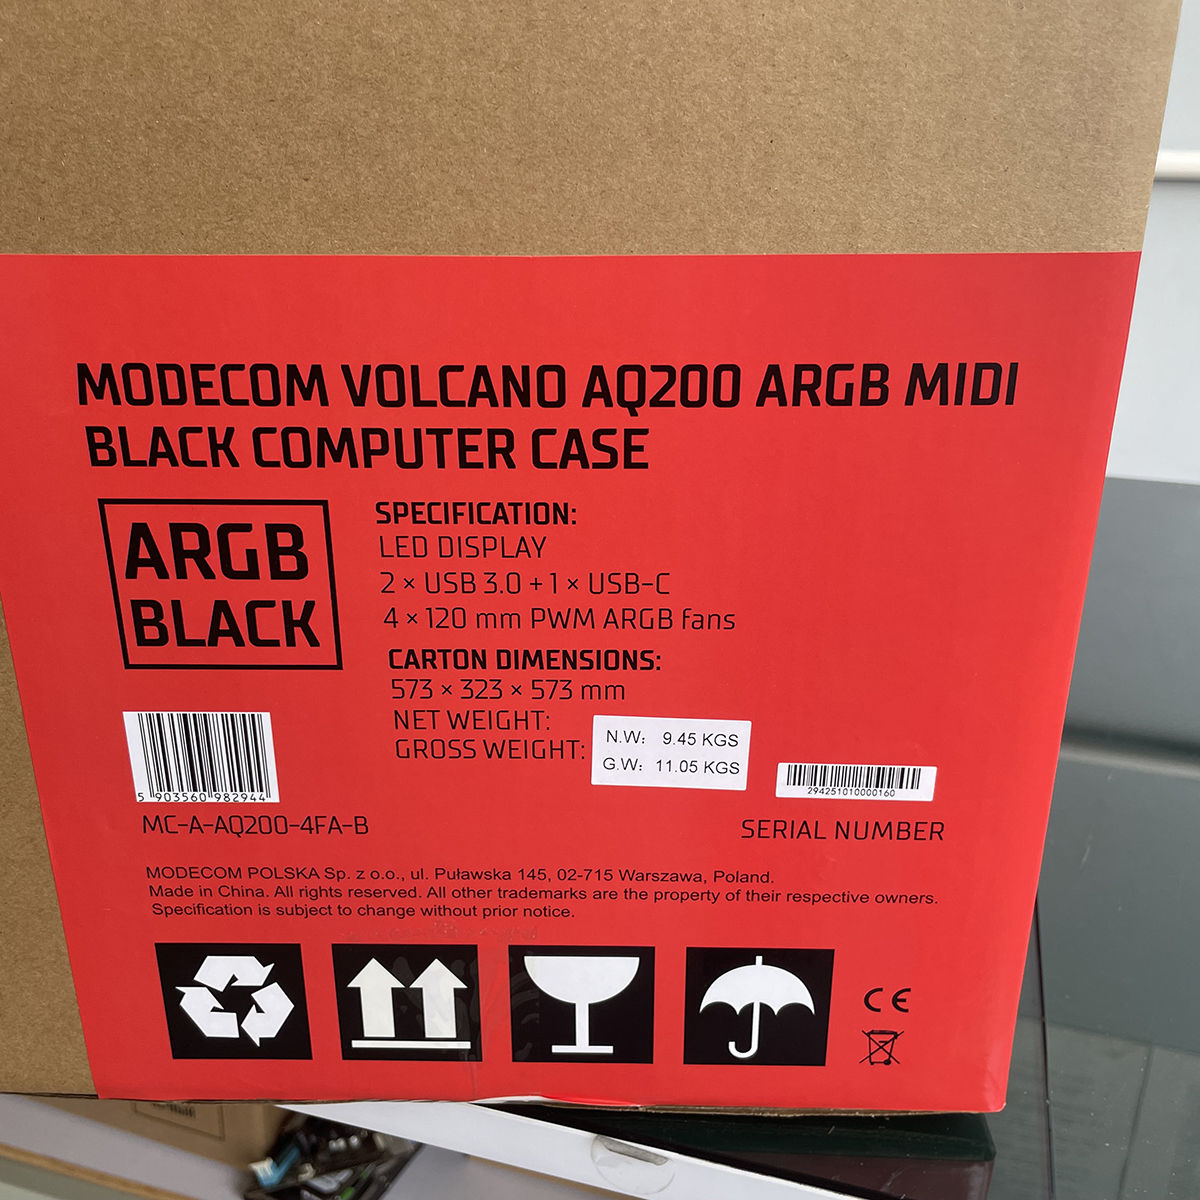 MODECOM VOLCANO AQ200 ARGB MIDI
BLACK COMPUTER CASE
ARGB
BLACK
SPECIFICATION:
LED DISPLAY
2 × USB 3.0 + 1 × USB-C
4 × 120 mm PWM ARGB fans
CARTON DIMENSIONS:
573 × 323 × 573 mm
NET WEIGHT:
GROSS WEIGHT:
N.W: 9.45 KGS
G.W: 11.05 KGS
5 903560 982944
MC-A-AQ200-4FA-B
294251010000160
SERIAL NUMBER
MODECOM POLSKA Sp. z o.o., ul. Puławska 145, 02-715 Warszawa, Poland.
Made in China. All rights reserved. All other trademarks are the property of their respective owners.
Specification is subject to change without prior notice.
CE